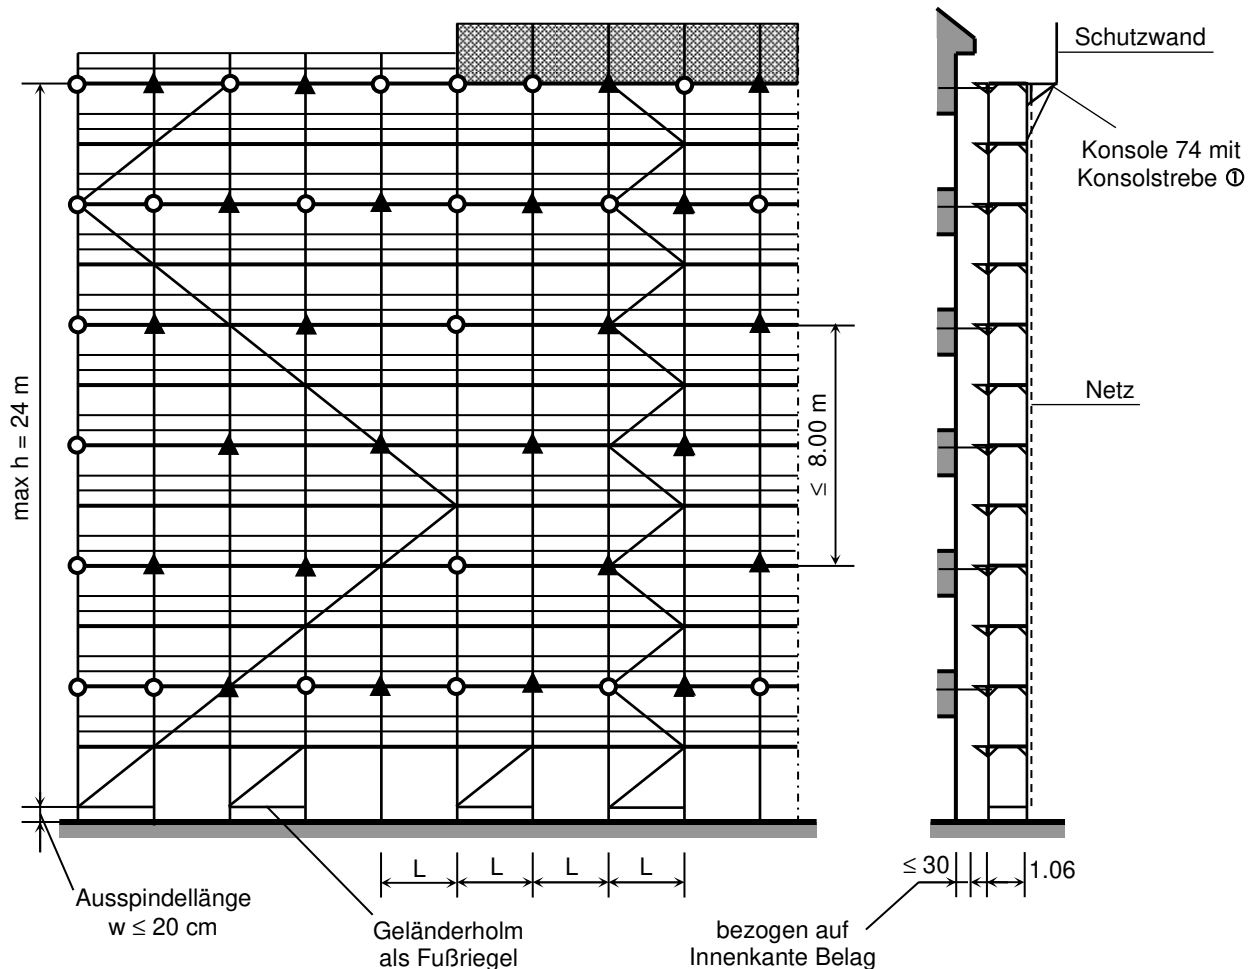 Schutzwand
Konsole 74 mit
Konsolstrebe ①
max h = 24 m
≤ 8.00 m
Netz
L
L
L
L
≤ 30
1.06
Ausspindellänge
w ≤ 20 cm
Geländerholm
als Fußriegel
bezogen auf
Innenkante Belag